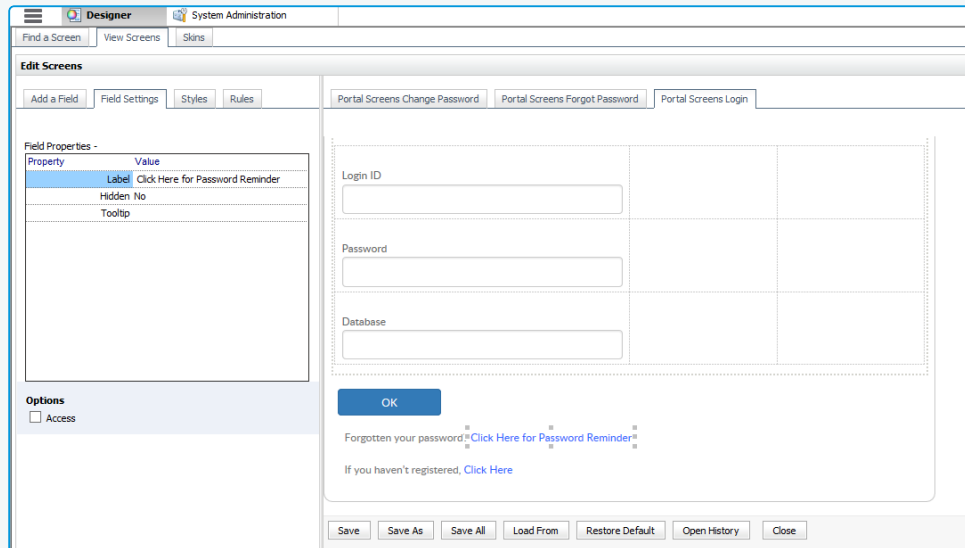 Designer System Administration
Find a Screen View Screens Skins
Edit Screens
Add a Field Field Settings Styles Rules
Portal Screens Change Password Portal Screens Forgot Password Portal Screens Login
Field Properties -
Property Value
Label Click Here for Password Reminder
Hidden No
Tooltip
Options
Access
Login ID
Password
Database
OK
Forgotten your password, Click Here for Password Reminder
If you haven't registered, Click Here
Save Save As Save All Load From Restore Default Open History Close